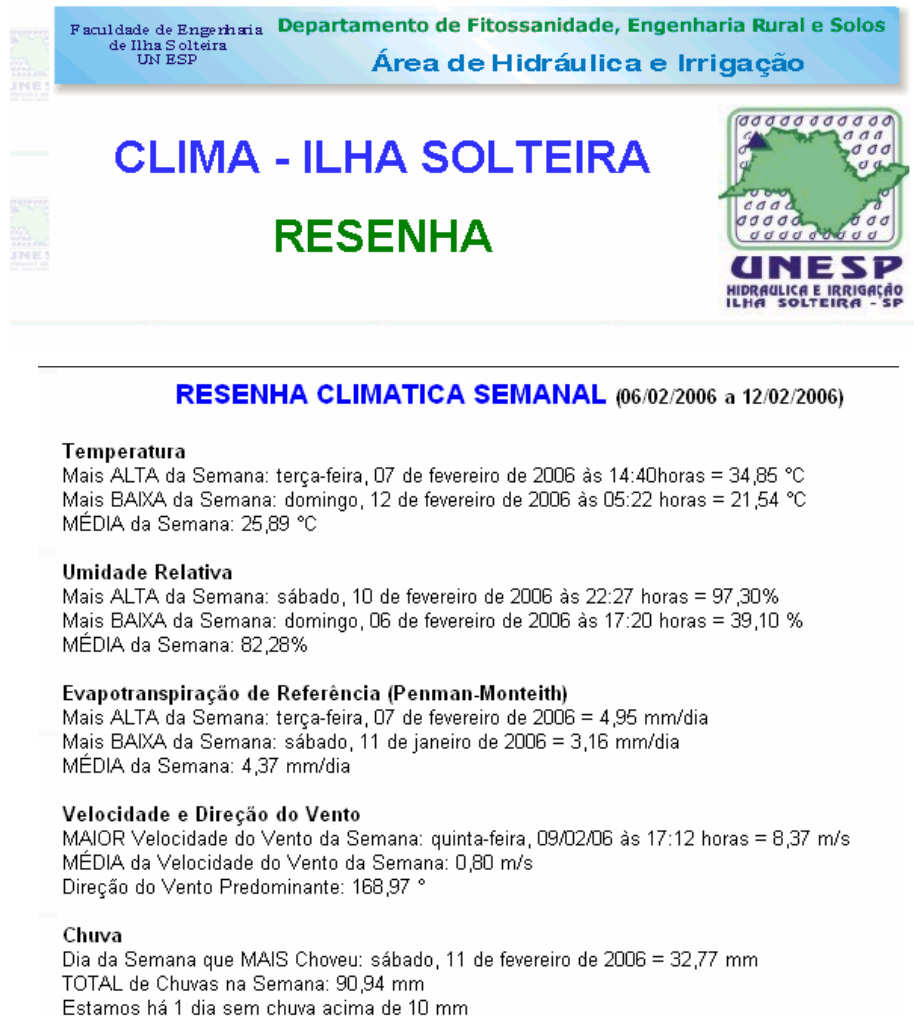 Faculdade de Engenharia
de Ilha Solteira
UNESP
Departamento de Fitossanidade, Engenharia Rural e Solos
Área de Hidráulica e Irrigação
CLIMA - ILHA SOLTEIRA
RESENHA
UNESP
HIDRAULICA E IRRIGAÇÃO
ILHA SOLTEIRA - SP
RESENHA CLIMATICA SEMANAL (06/02/2006 a 12/02/2006)
Temperatura
Mais ALTA da Semana: terça-feira, 07 de fevereiro de 2006 às 14:40horas = 34,85 °C
Mais BAIXA da Semana: domingo, 12 de fevereiro de 2006 às 05:22 horas = 21,54 °C
MÉDIA da Semana: 25,89 °C
Umidade Relativa
Mais ALTA da Semana: sábado, 10 de fevereiro de 2006 às 22:27 horas = 97,30%
Mais BAIXA da Semana: domingo, 06 de fevereiro de 2006 às 17:20 horas = 39,10 %
MÉDIA da Semana: 82,28%
Evapotranspiração de Referência (Penman-Monteith)
Mais ALTA da Semana: terça-feira, 07 de fevereiro de 2006 = 4,95 mm/dia
Mais BAIXA da Semana: sábado, 11 de janeiro de 2006 = 3,16 mm/dia
MÉDIA da Semana: 4,37 mm/dia
Velocidade e Direção do Vento
MAIOR Velocidade do Vento da Semana: quinta-feira, 09/02/06 às 17:12 horas = 8,37 m/s
MÉDIA da Velocidade do Vento da Semana: 0,80 m/s
Direção do Vento Predominante: 168,97 °
Chuva
Dia da Semana que MAIS Choveu: sábado, 11 de fevereiro de 2006 = 32,77 mm
TOTAL de Chuvas na Semana: 90,94 mm
Estamos há 1 dia sem chuva acima de 10 mm